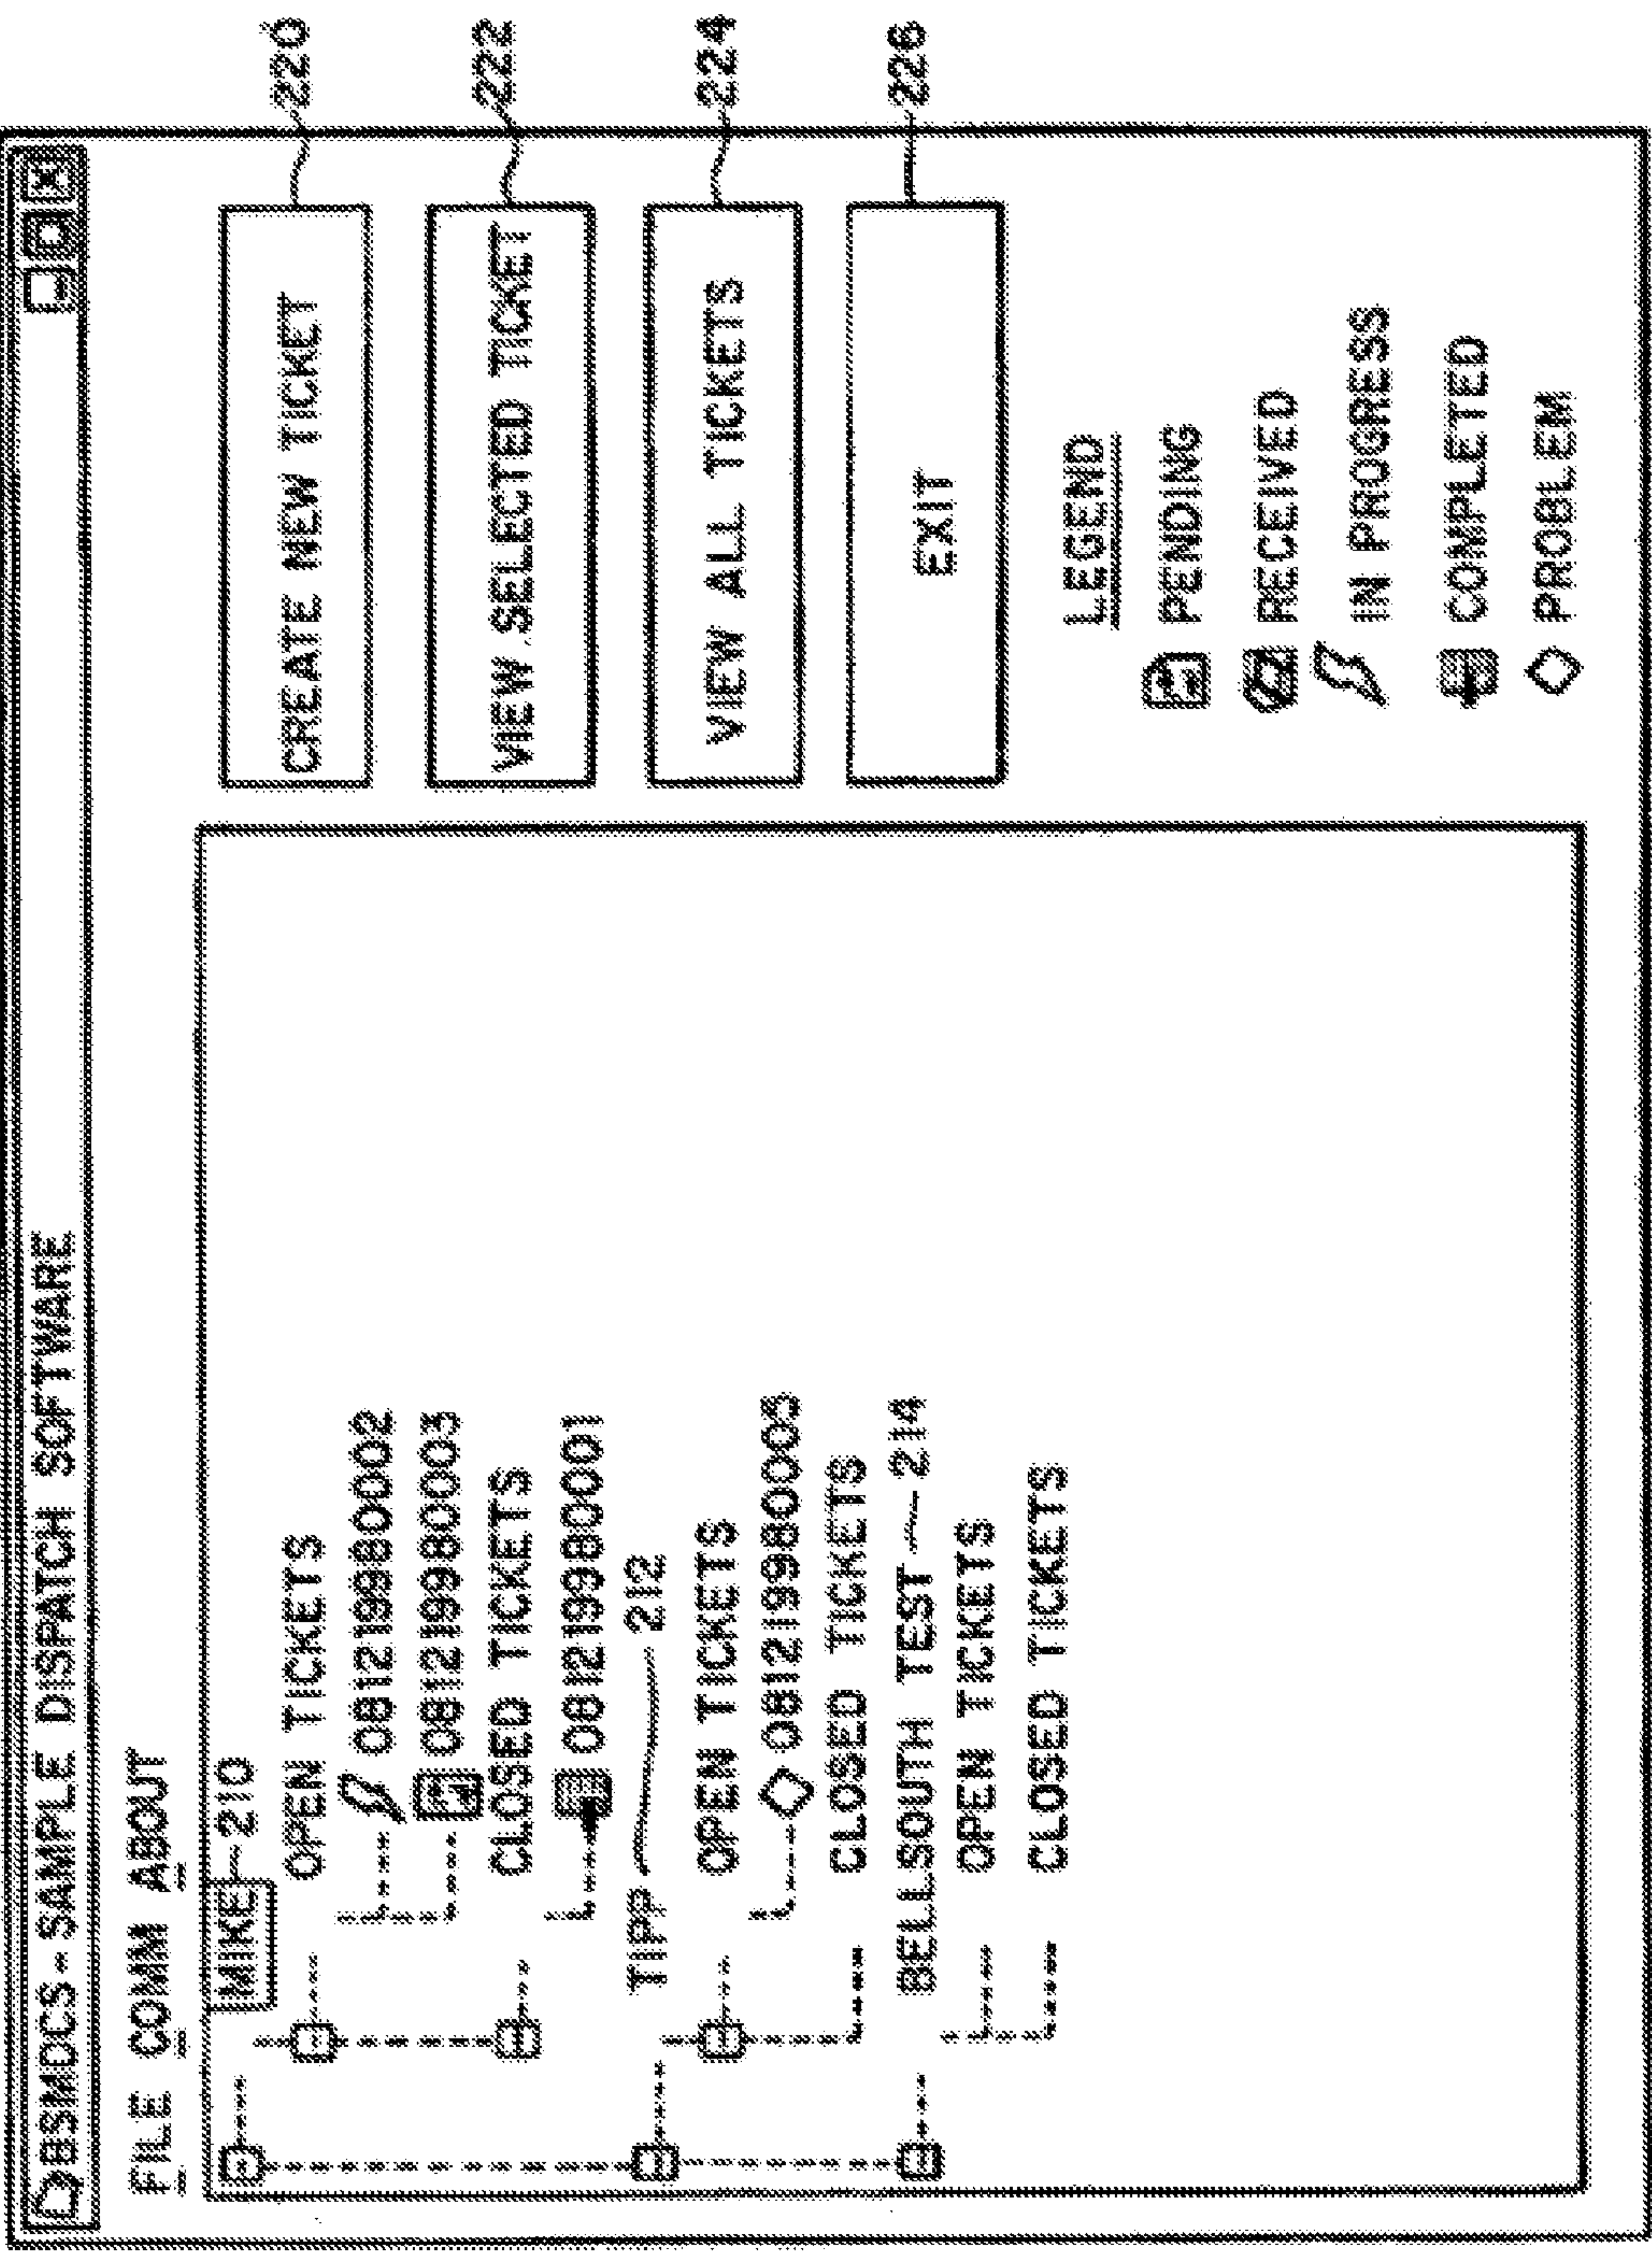 BSMDCS-SAMPLE DISPATCH SOFTWARE
FILE COMM ABOUT
MIKE 210
OPEN TICKETS
081219980002
081219980003
CLOSED TICKETS
081219980001
TIPP 212
OPEN TICKETS
081219980003
CLOSED TICKETS
BELLSOUTH TEST 214
OPEN TICKETS
CLOSED TICKETS
CREATE NEW TICKET 220
VIEW SELECTED TICKET 222
VIEW ALL TICKETS 224
EXIT 226
LEGEND
PENDING
RECEIVED
IN PROGRESS
COMPLETED
PROBLEM